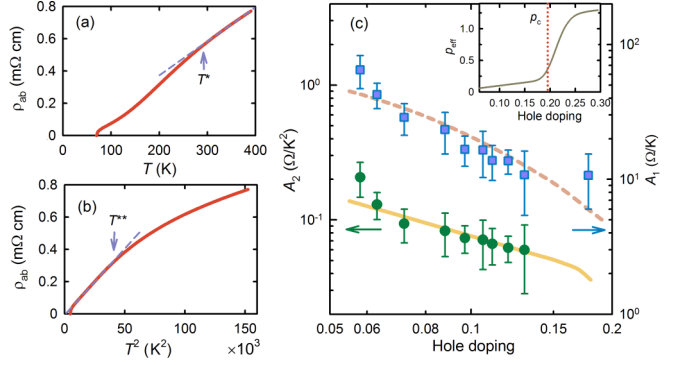 (a)
0.8
0.6
0.4
0.2
0
ρab (mΩ cm)
T*
0 100 200 300 400
T (K)
(b)
0.8
0.6
0.4
0.2
0.0
ρab (mΩ cm)
T**
0 50 100 150
T² (K²) ×10³
(c)
10⁰
10⁻¹
A₂ (Ω/K²)
0.05 0.06 0.08 0.1 0.2
Hole doping
10²
10¹
10⁰
A₁ (Ω/K)
pc
peff
1.5
1.0
0.5
0.0
0.10 0.15 0.20 0.25 0.30
Hole doping